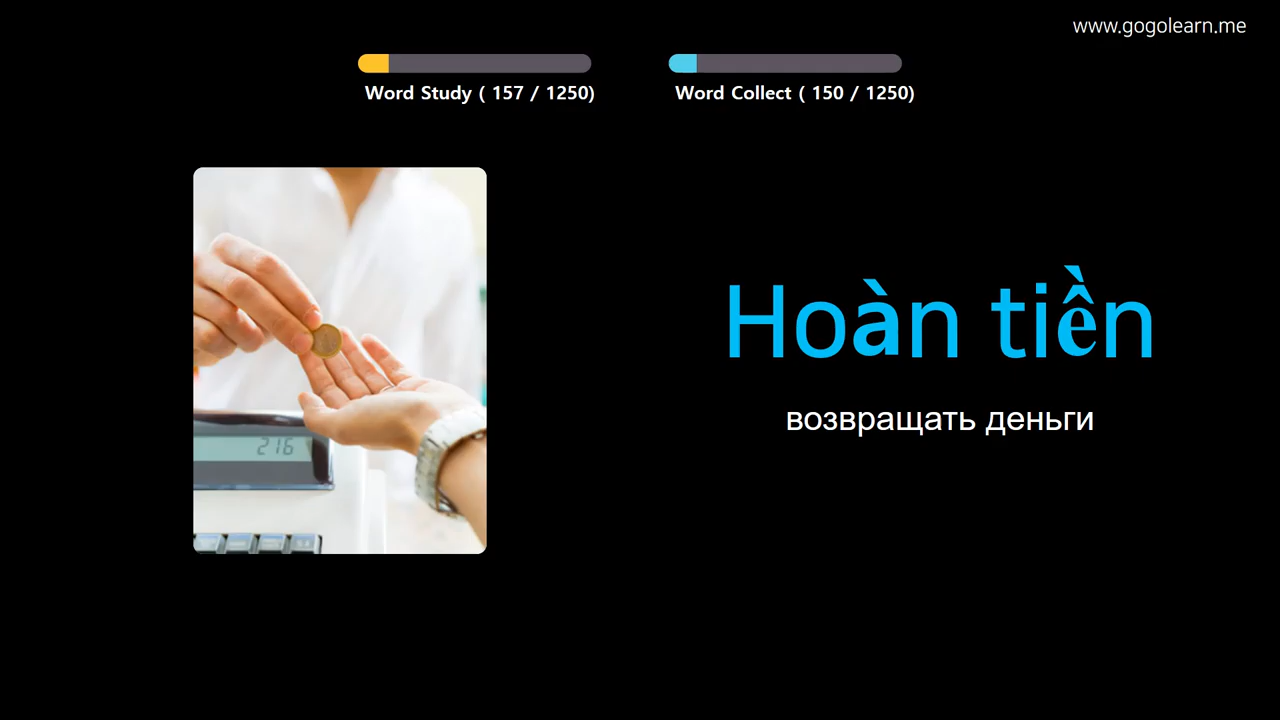 www.gogolearn.me
Word Study ( 157 / 1250)
Word Collect ( 150 / 1250)
216
Hoàn tiền
возвращать деньги